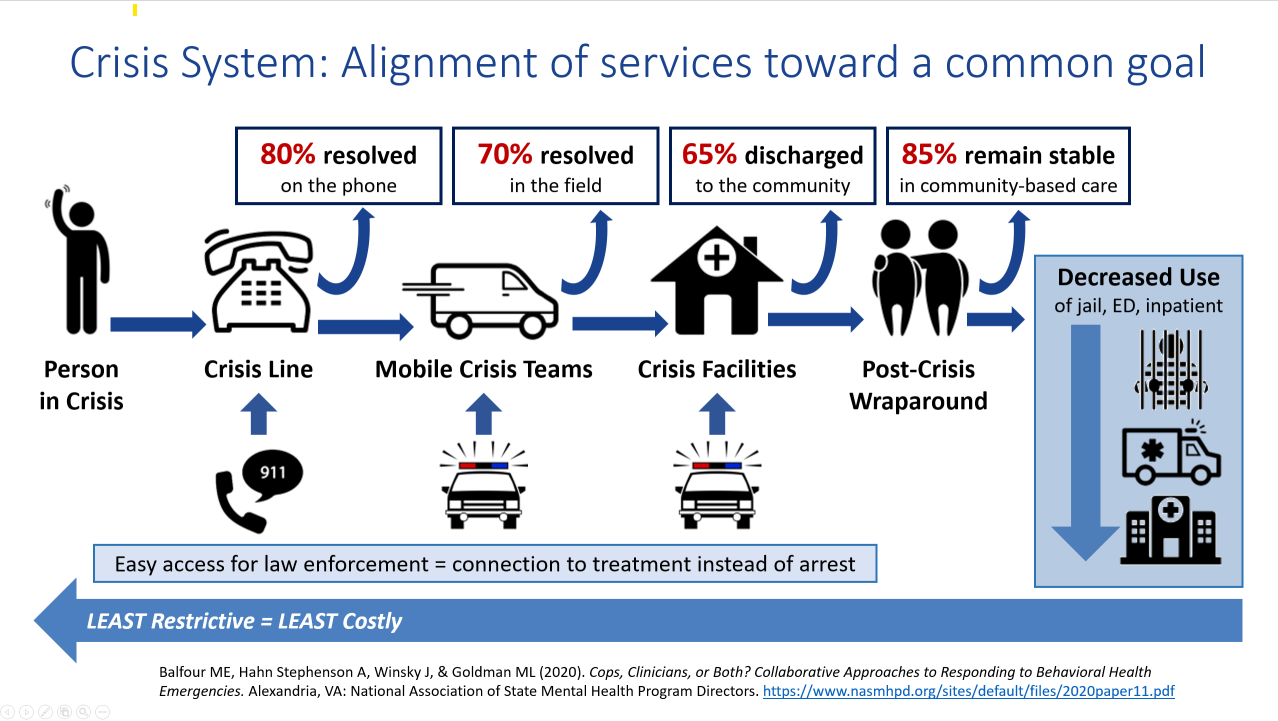 Crisis System: Alignment of services toward a common goal
80% resolved
on the phone
70% resolved
in the field
65% discharged
to the community
85% remain stable
in community-based care
Decreased Use
of jail, ED, inpatient
Person
in Crisis
Crisis Line
Mobile Crisis Teams
Crisis Facilities
Post-Crisis
Wraparound
911
Easy access for law enforcement = connection to treatment instead of arrest
LEAST Restrictive = LEAST Costly
Balfour ME, Hahn Stephenson A, Winsky J, & Goldman ML (2020). Cops, Clinicians, or Both? Collaborative Approaches to Responding to Behavioral Health
Emergencies. Alexandria, VA: National Association of State Mental Health Program Directors. https://www.nasmhpd.org/sites/default/files/2020paper11.pdf